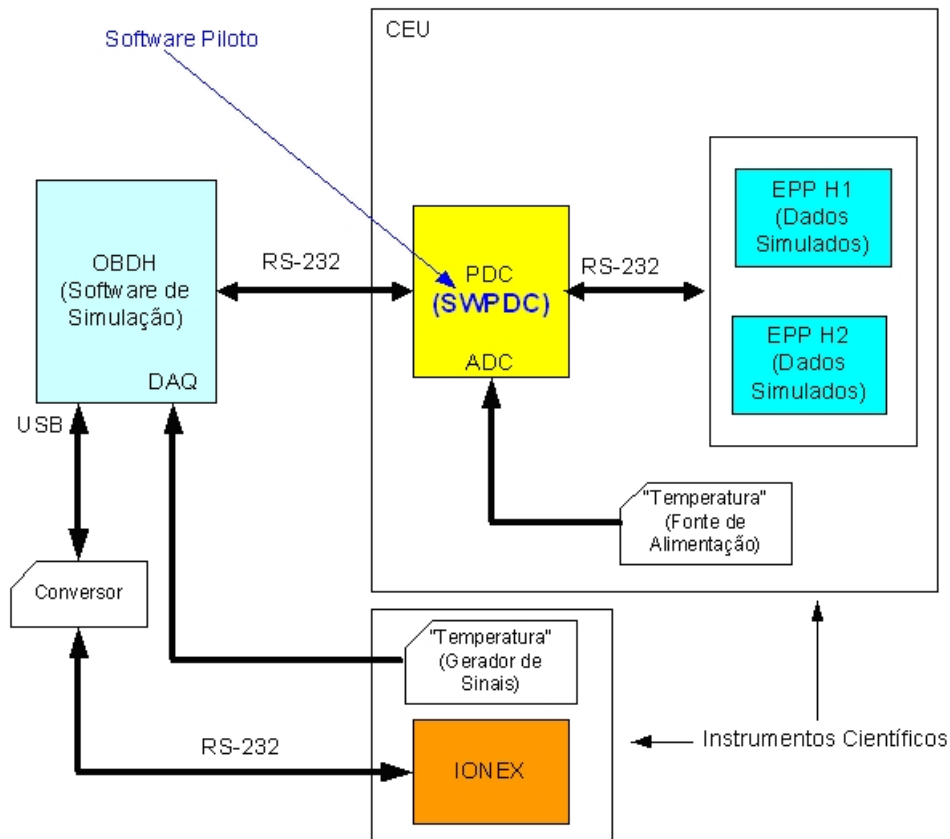 Software Piloto
CEU
OBDH
(Software de
Simulação)
DAQ
RS-232
PDC
(SWPDC)
ADC
RS-232
EPP H1
(Dados
Simulados)
EPP H2
(Dados
Simulados)
"Temperatura"
(Fonte de
Alimentação)
USB
Conversor
"Temperatura"
(Gerador de
Sinais)
RS-232
IONEX
Instrumentos Científicos